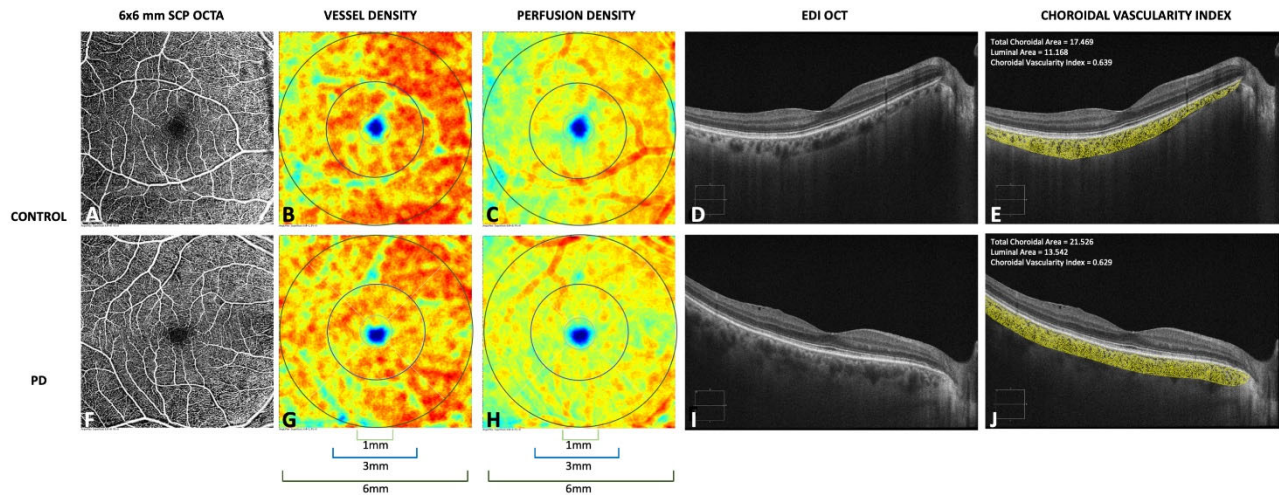 6x6 mm SCP OCTA
VESSEL DENSITY
PERFUSION DENSITY
EDI OCT
CHOROIDAL VASCULARITY INDEX
CONTROL
A
B
C
D
Total Choroidal Area = 17.469
Luminal Area = 11.168
Choroidal Vascularity Index = 0.639
E
PD
F
G
H
I
Total Choroidal Area = 21.526
Luminal Area = 13.542
Choroidal Vascularity Index = 0.629
J
1mm
3mm
6mm
1mm
3mm
6mm